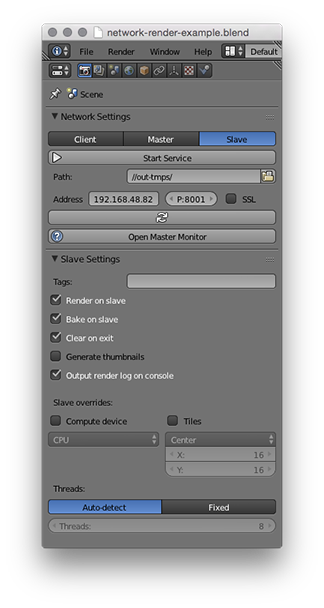 network-render-example.blend
File Render Window Help Default
Scene
Network Settings
Client Master Slave
Start Service
Path: //out-tmps/
Address 192.168.48.82 P:8001 SSL
Open Master Monitor
Slave Settings
Tags:
Render on slave
Bake on slave
Clear on exit
Generate thumbnails
Output render log on console
Slave overrides:
Compute device Tiles
CPU Center
X: 16
Y: 16
Threads:
Auto-detect Fixed
Threads: 8